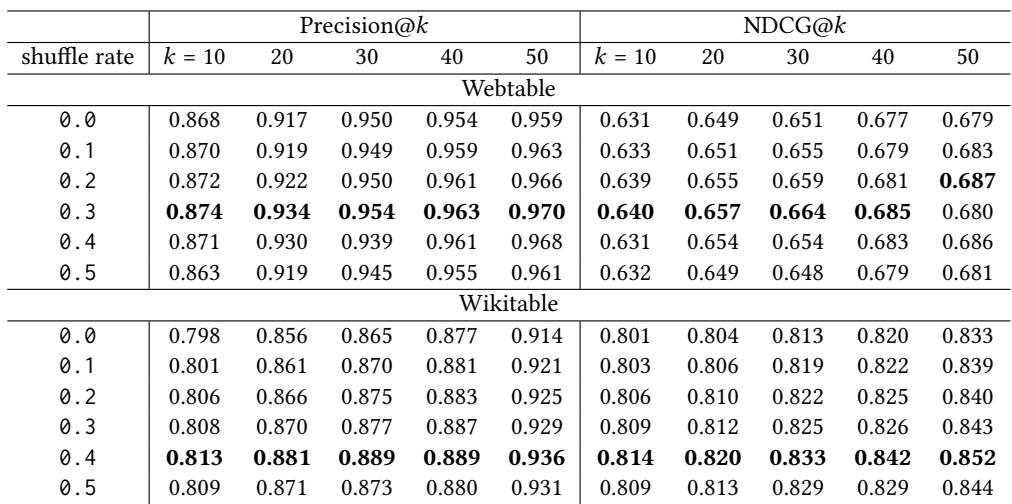 Precision@k NDCG@k
shuffle rate k = 10 20 30 40 50 k = 10 20 30 40 50
Webtable
0.0 0.868 0.917 0.950 0.954 0.959 0.631 0.649 0.651 0.677 0.679
0.1 0.870 0.919 0.949 0.959 0.963 0.633 0.651 0.655 0.679 0.683
0.2 0.872 0.922 0.950 0.961 0.966 0.639 0.655 0.659 0.681 0.687
0.3 0.874 0.934 0.954 0.963 0.970 0.640 0.657 0.664 0.685 0.680
0.4 0.871 0.930 0.939 0.961 0.968 0.631 0.654 0.654 0.683 0.686
0.5 0.863 0.919 0.945 0.955 0.961 0.632 0.649 0.648 0.679 0.681
Wikitable
0.0 0.798 0.856 0.865 0.877 0.914 0.801 0.804 0.813 0.820 0.833
0.1 0.801 0.861 0.870 0.881 0.921 0.803 0.806 0.819 0.822 0.839
0.2 0.806 0.866 0.875 0.883 0.925 0.806 0.810 0.822 0.825 0.840
0.3 0.808 0.870 0.877 0.887 0.929 0.809 0.812 0.825 0.826 0.843
0.4 0.813 0.881 0.889 0.889 0.936 0.814 0.820 0.833 0.842 0.852
0.5 0.809 0.871 0.873 0.880 0.931 0.809 0.813 0.829 0.829 0.844